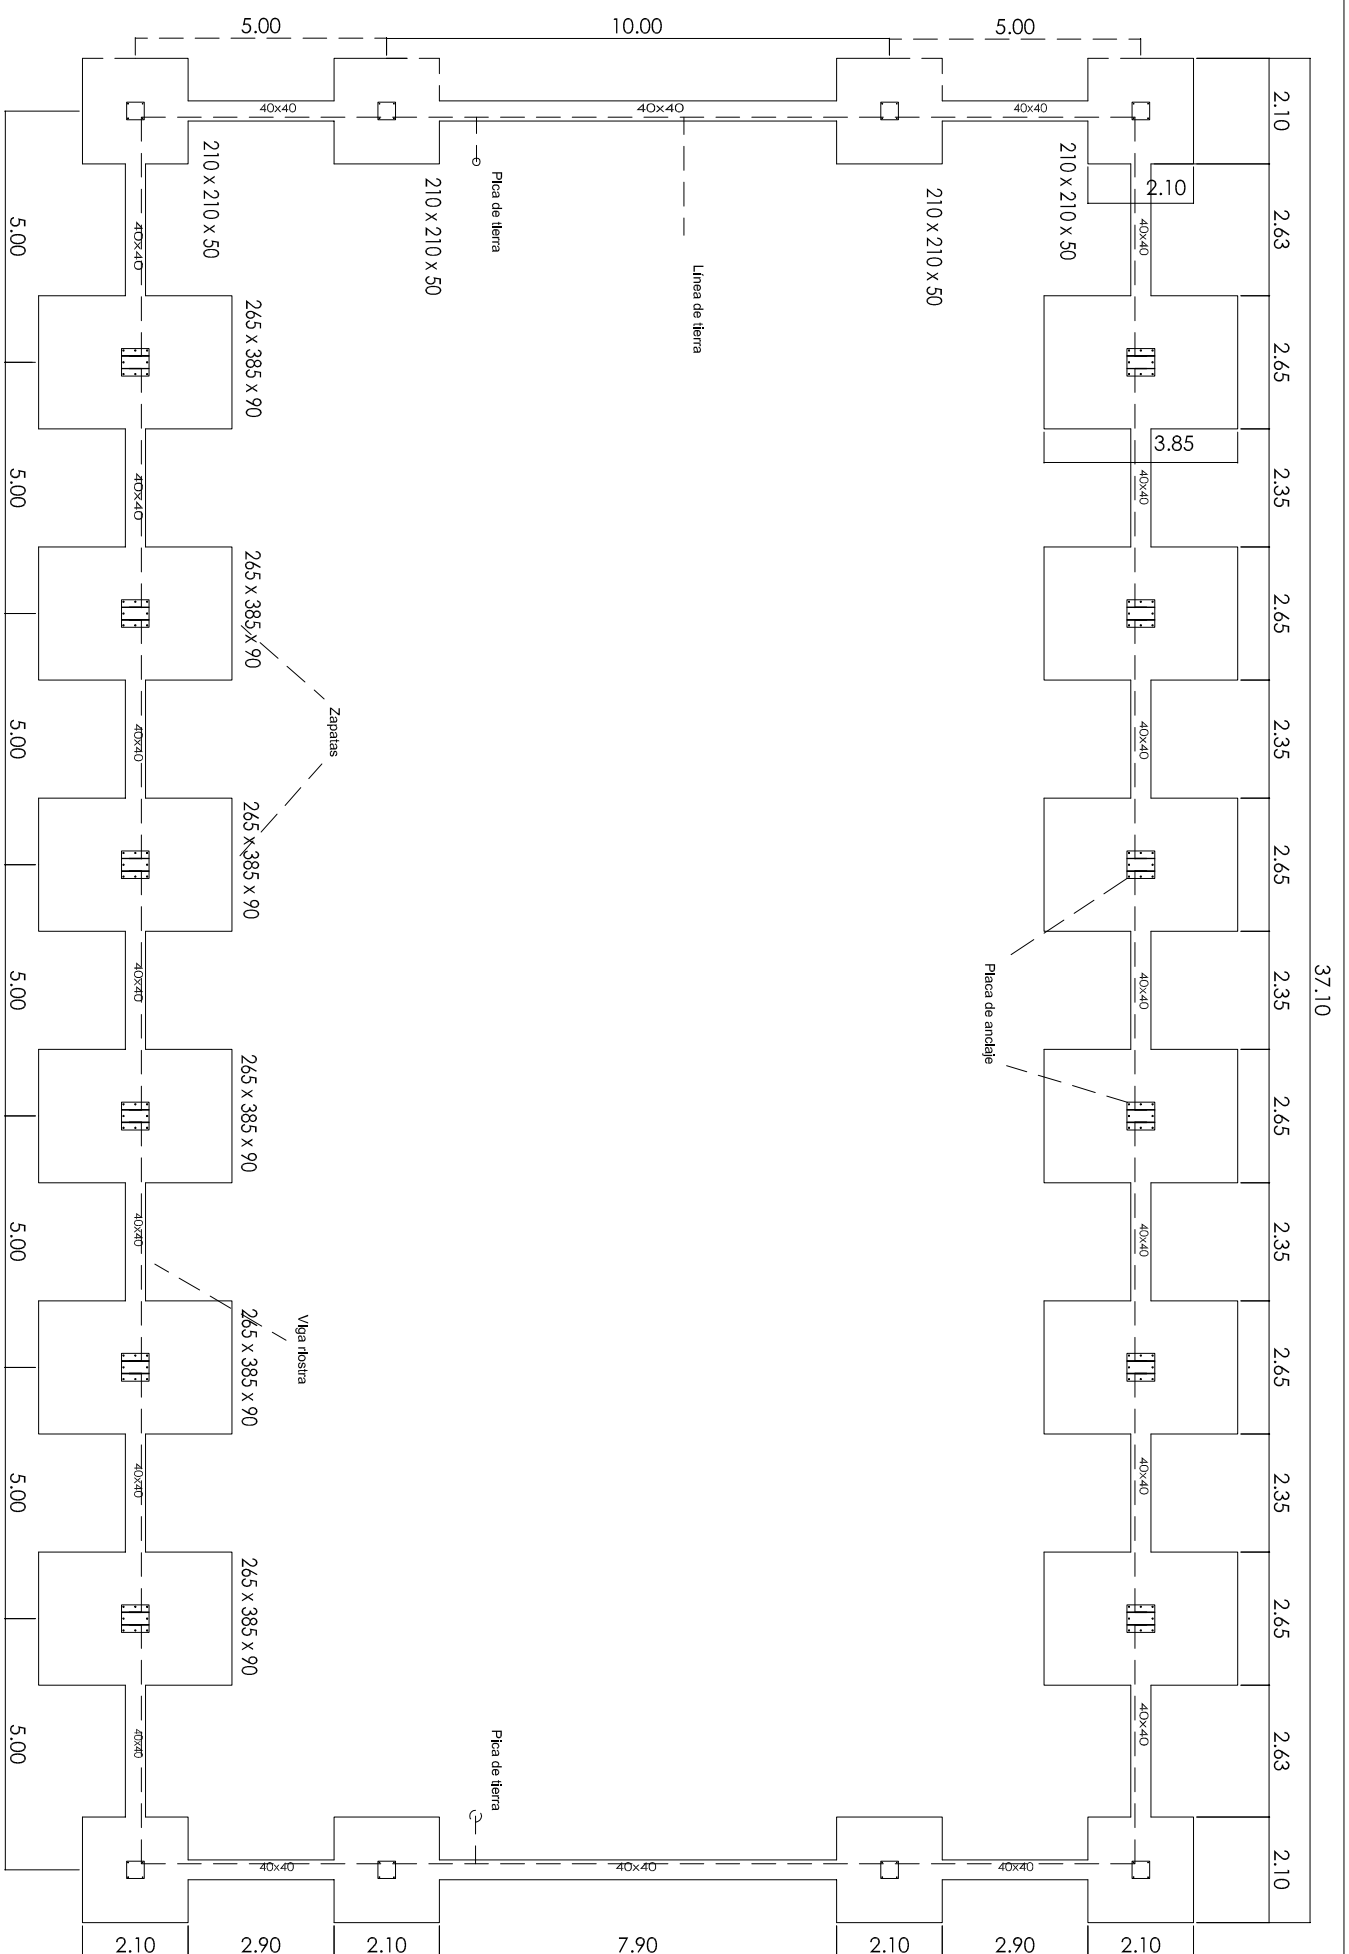 5.00
10.00
5.00
40x40
40x40
40x40
2.10
2.63
2.65
2.35
2.65
2.35
2.65
2.35
2.65
2.35
2.65
2.35
2.65
2.63
2.10
37.10
2.10
3.85
210 x 210 x 50
210 x 210 x 50
210 x 210 x 50
210 x 210 x 50
Pica de tierra
Línea de tierra
40x40
40x40
40x40
40x40
40x40
40x40
40x40
Placa de anclaje
265 x 385 x 90
265 x 385 x 90
265 x 385 x 90
265 x 385 x 90
265 x 385 x 90
265 x 385 x 90
Zapatas
Viga riostra
Pica de tierra
40x40
40x40
40x40
40x40
40x40
40x40
40x40
5.00
5.00
5.00
5.00
5.00
5.00
5.00
40x40
40x40
40x40
2.10
2.90
2.10
7.90
2.10
2.90
2.10